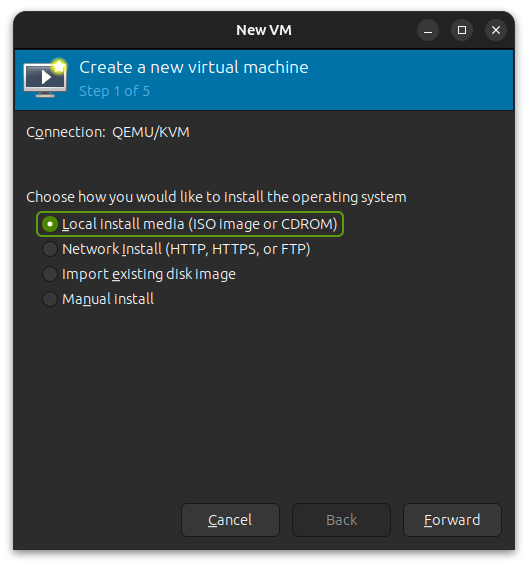 New VM
Create a new virtual machine
Step 1 of 5
Connection: QEMU/KVM
Choose how you would like to install the operating system
Local install media (ISO image or CDROM)
Network Install (HTTP, HTTPS, or FTP)
Import existing disk image
Manual install
Cancel Back Forward